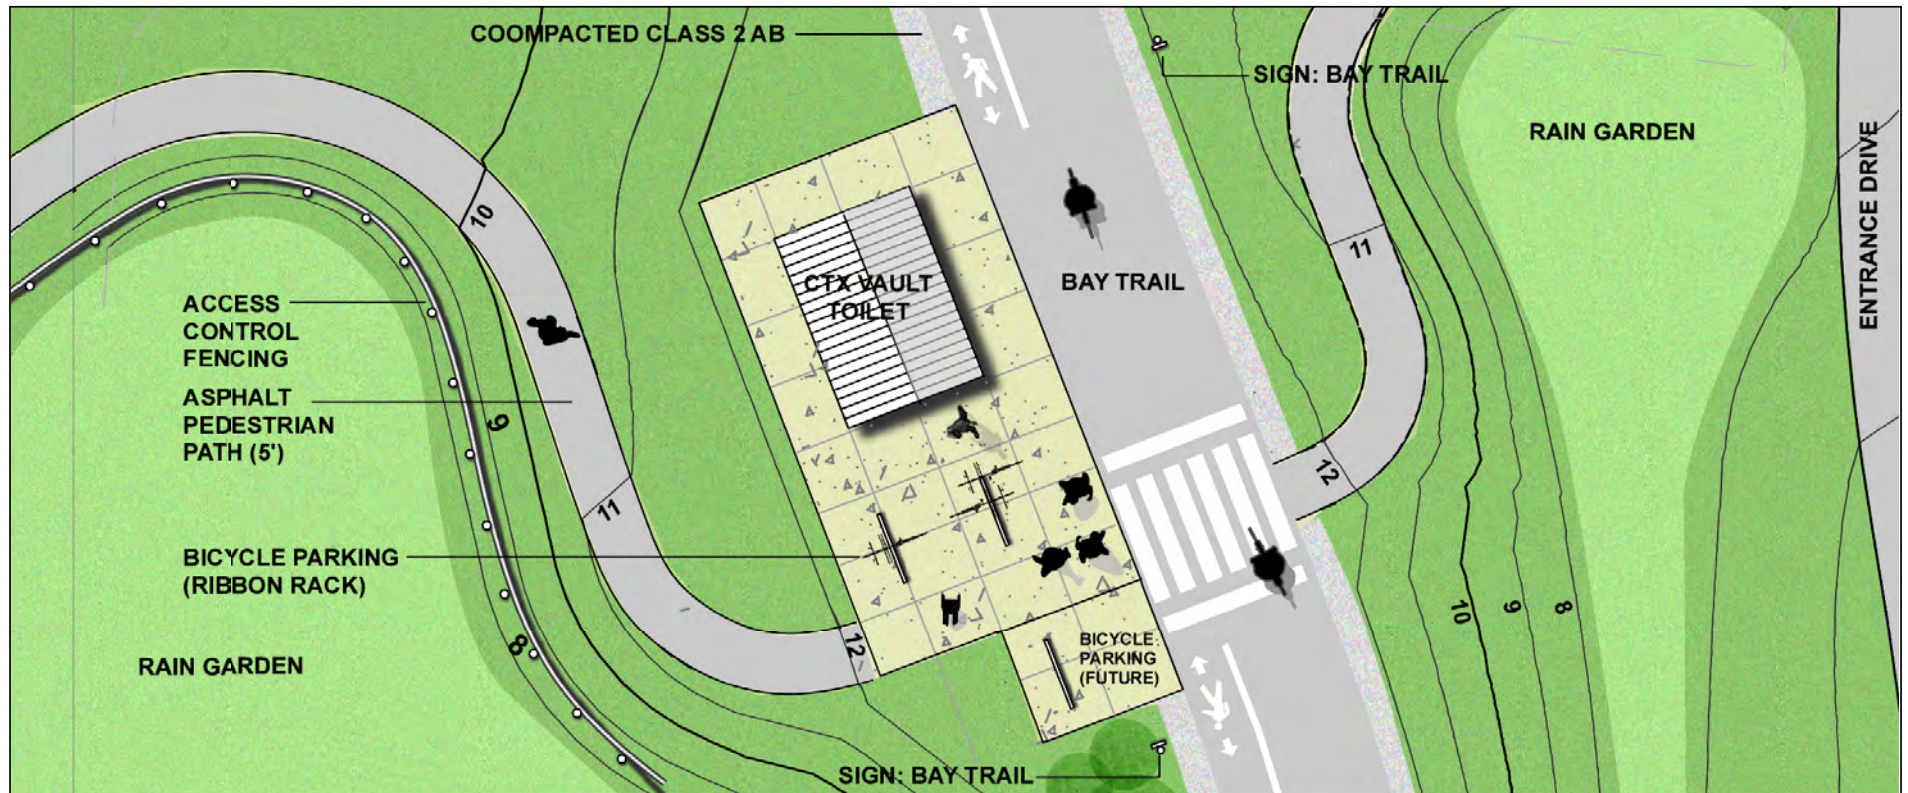 COOMPACTED CLASS 2 AB
SIGN: BAY TRAIL
RAIN GARDEN
ENTRANCE DRIVE
10
11
ACCESS
CONTROL
FENCING
CTX VAULT
TOILET
BAY TRAIL
ASPHALT
PEDESTRIAN
PATH (5')
9
12
11
BICYCLE PARKING
(RIBBON RACK)
10
9
8
8
12
RAIN GARDEN
BICYCLE
PARKING
(FUTURE)
SIGN: BAY TRAIL